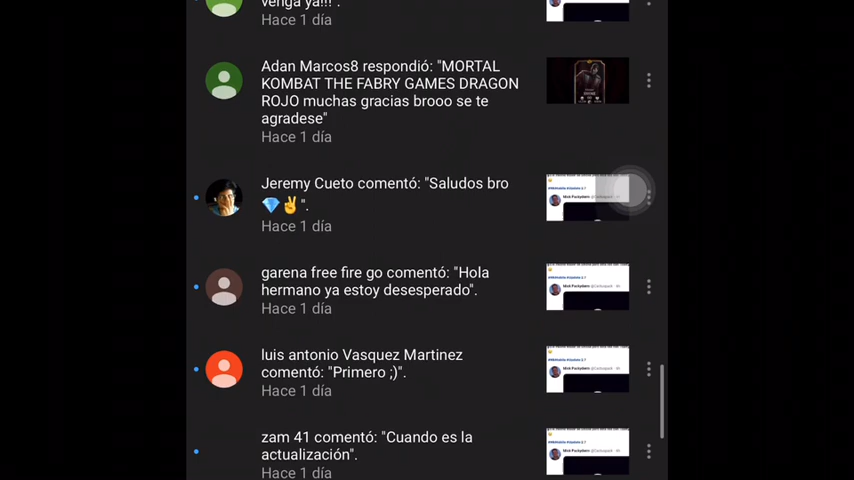 venga ya!!!".
Hace 1 día
Adan Marcos8 respondió: "MORTAL
KOMBAT THE FABRY GAMES DRAGON
ROJO muchas gracias brooo se te
agradese"
Hace 1 día
Jeremy Cueto comentó: "Saludos bro
💎✌️".
Hace 1 día
garena free fire go comentó: "Hola
hermano ya estoy desesperado".
Hace 1 día
luis antonio Vasquez Martinez
comentó: "Primero ;)".
Hace 1 día
zam 41 comentó: "Cuando es la
actualización".
Hace 1 día